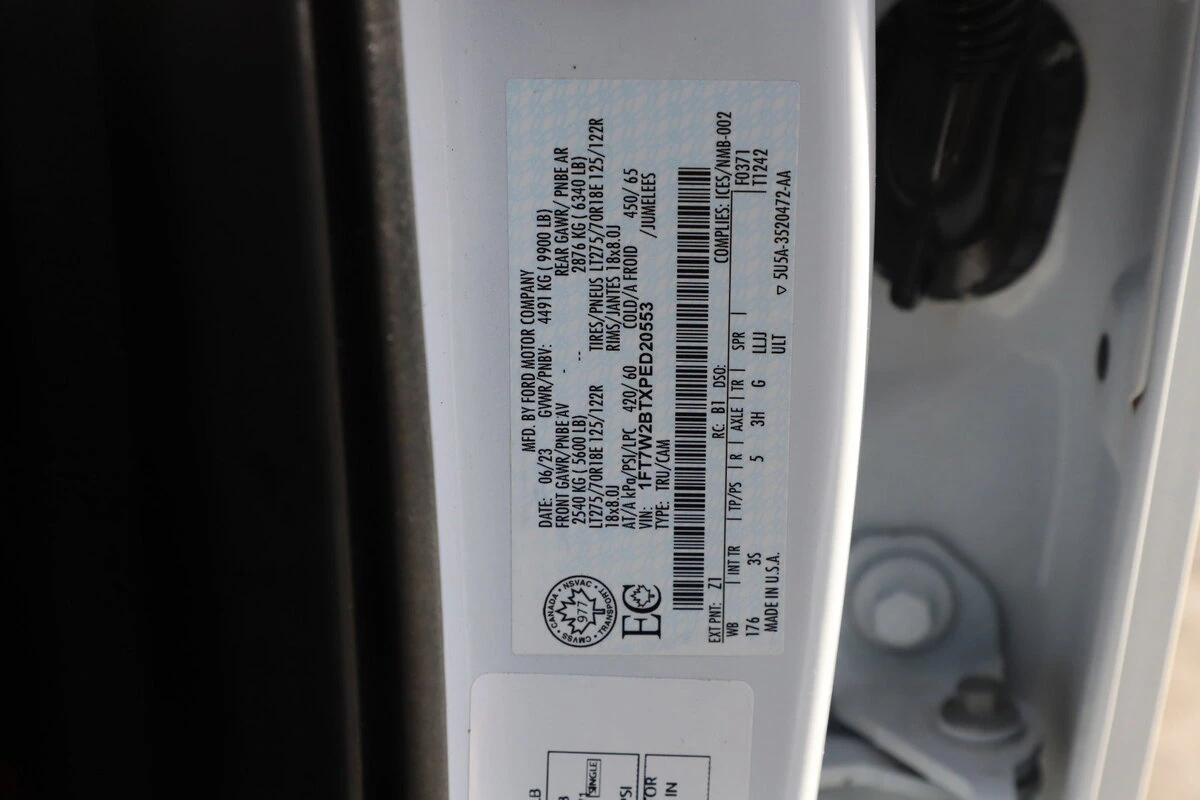 MFD. BY FORD MOTOR COMPANY
DATE: 06/23 GVWR/PNBV: 4491 KG ( 9900 LB)
FRONT GAWR/PNBE AV REAR GAWR/ PNBE AR
2540 KG ( 5600 LB) - -- 2876 KG ( 6340 LB)
LT275/70R18E 125/122R TIRES/PNEUS LT275/70R18E 125/122R
18x8.0J RIMS/JANTES 18x8.0J
AT/A kPa/PSI/LPC 420/ 60 COLD/A FROID 450/ 65
VIN: 1FT7W2BTXPED20553 /JUMELEES
TYPE: TRU/CAM
CANADA • NSVAC • TRANSPORT • CMVSS •
977
EC
COMPLIES: ICES/NMB-002
EXT PNT: Z1 RC: B1 DSO: F0371
WB INT TR TP/PS R AXLE TR SPR T1242
176 3S 5 3H G LLJJ
MADE IN U.S.A. ULT ▽ 5U5A-3520472-AA
SINGLE
PSI
IN